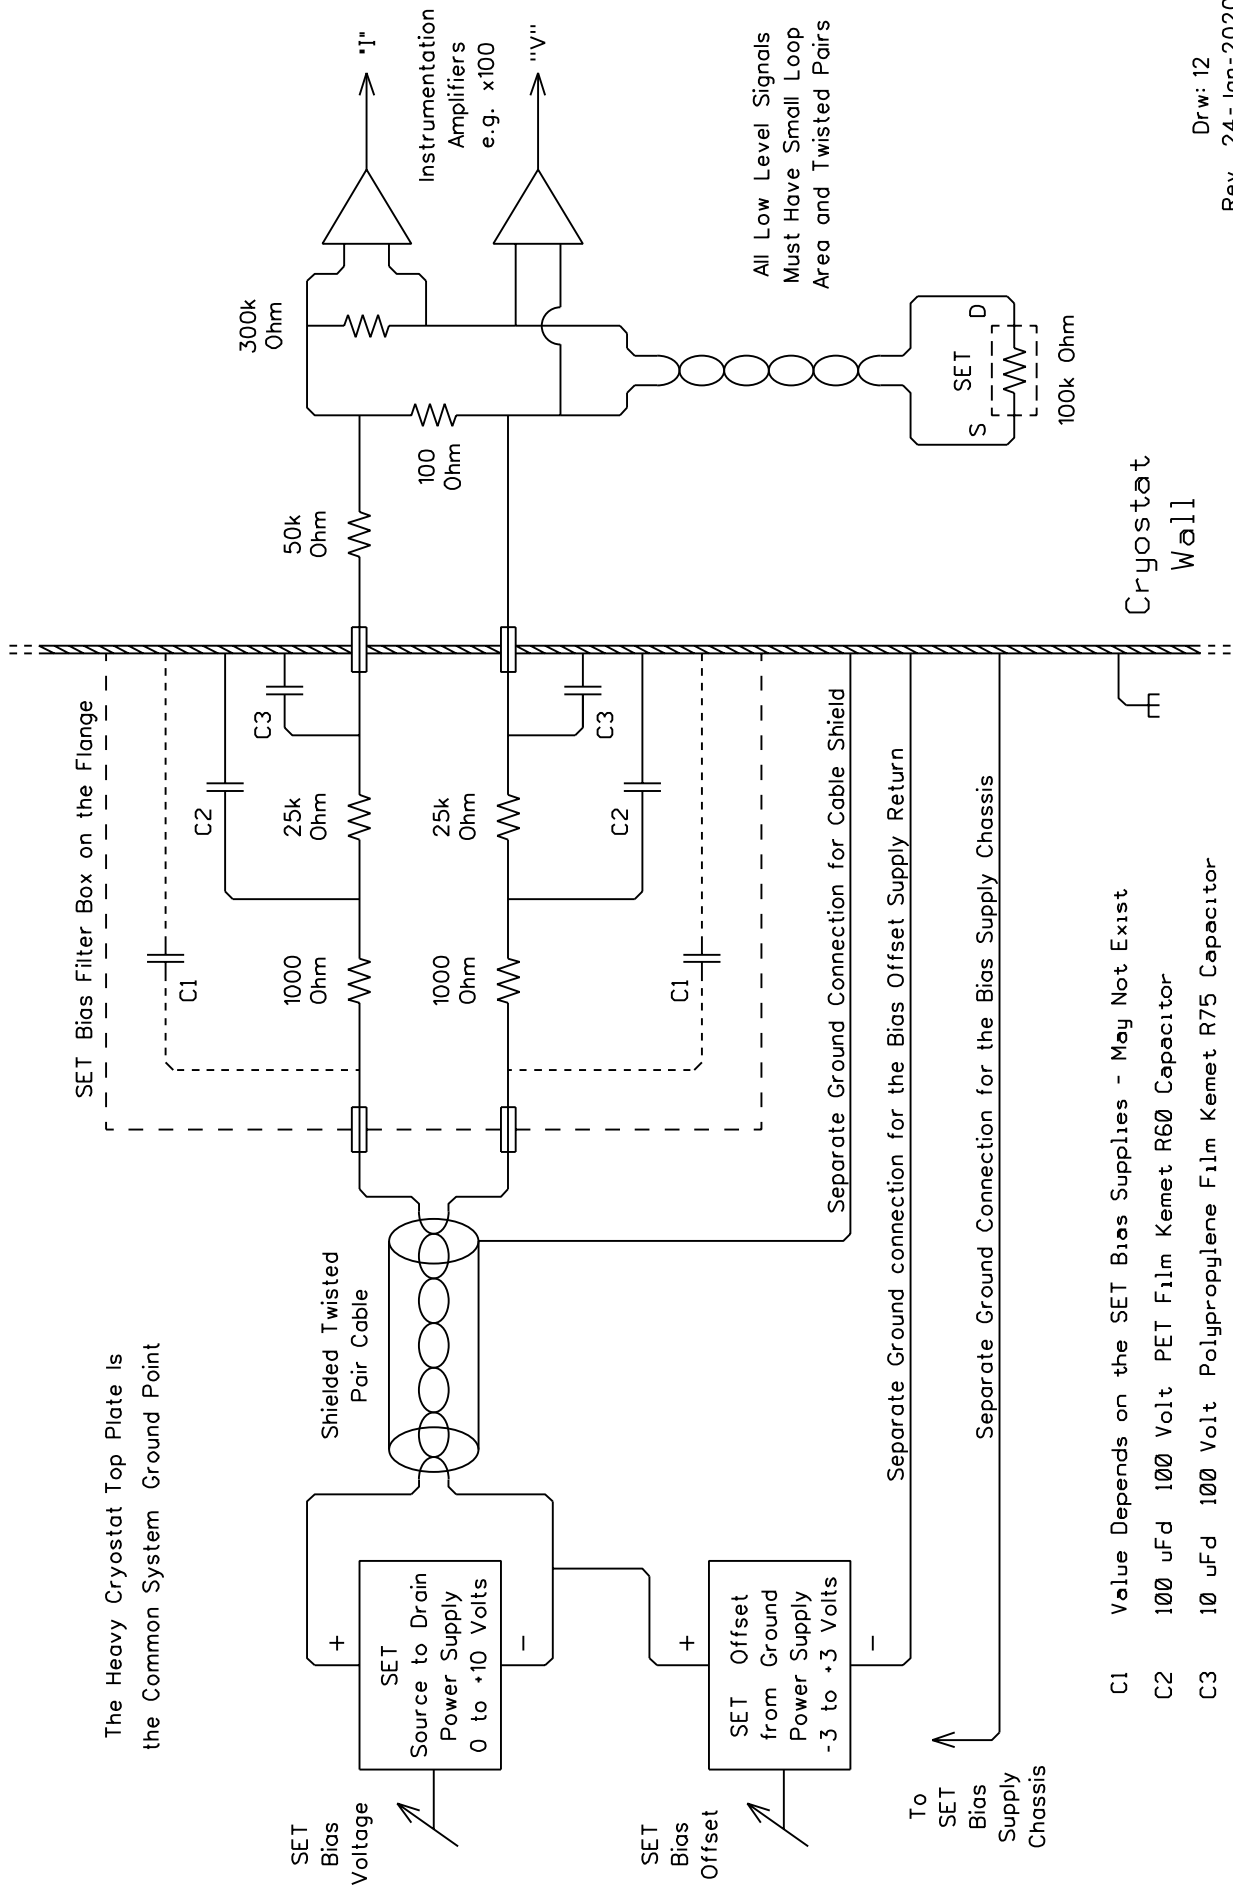 The Heavy Cryostat Top Plate Is
the Common System Ground Point
SET Bias Filter Box on the Flange
C1
C2
C3
300k
Ohm
"I"
Instrumentation
Amplifiers
e.g. x100
"V"
50k
Ohm
100
Ohm
Shielded Twisted
Pair Cable
1000
Ohm
25k
Ohm
1000
Ohm
25k
Ohm
SET
Bias
Voltage
+
SET
Source to Drain
Power Supply
0 to +10 Volts
-
C1
C2
C3
All Low Level Signals
Must Have Small Loop
Area and Twisted Pairs
SET
Bias
Offset
+
SET Offset
from Ground
Power Supply
-3 to +3 Volts
-
Separate Ground Connection for Cable Shield
Separate Ground connection for the Bias Offset Supply Return
Separate Ground Connection for the Bias Supply Chassis
SET
S
D
100k Ohm
To
SET
Bias
Supply
Chassis
Cryostat
Wall
C1 Value Depends on the SET Bias Supplies - May Not Exist
C2 100 uFd 100 Volt PET Film Kemet R60 Capacitor
C3 10 uFd 100 Volt Polypropylene Film Kemet R75 Capacitor
Drw: 12
Rev. 24-Jan-2020